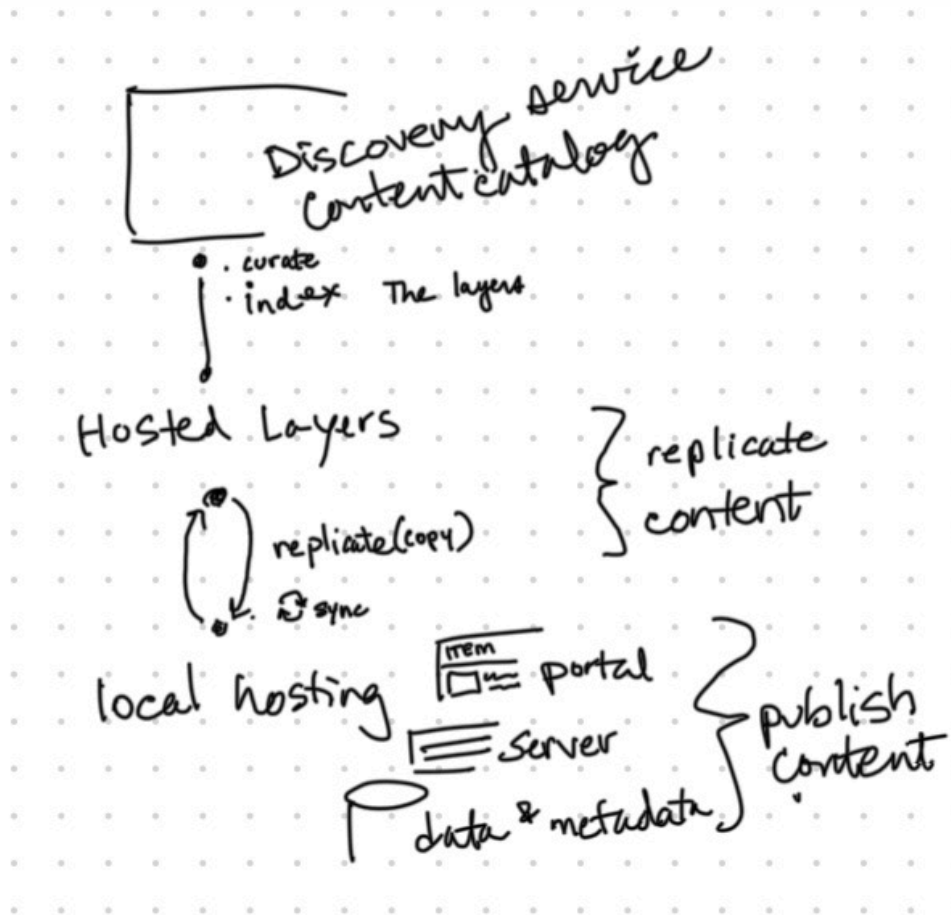 Discovery service
content catalog
. curate
. index The layers
Hosted Layers
replicate
content
replicate (copy)
. sync
local hosting
item
portal
server
data & metadata
publish
content